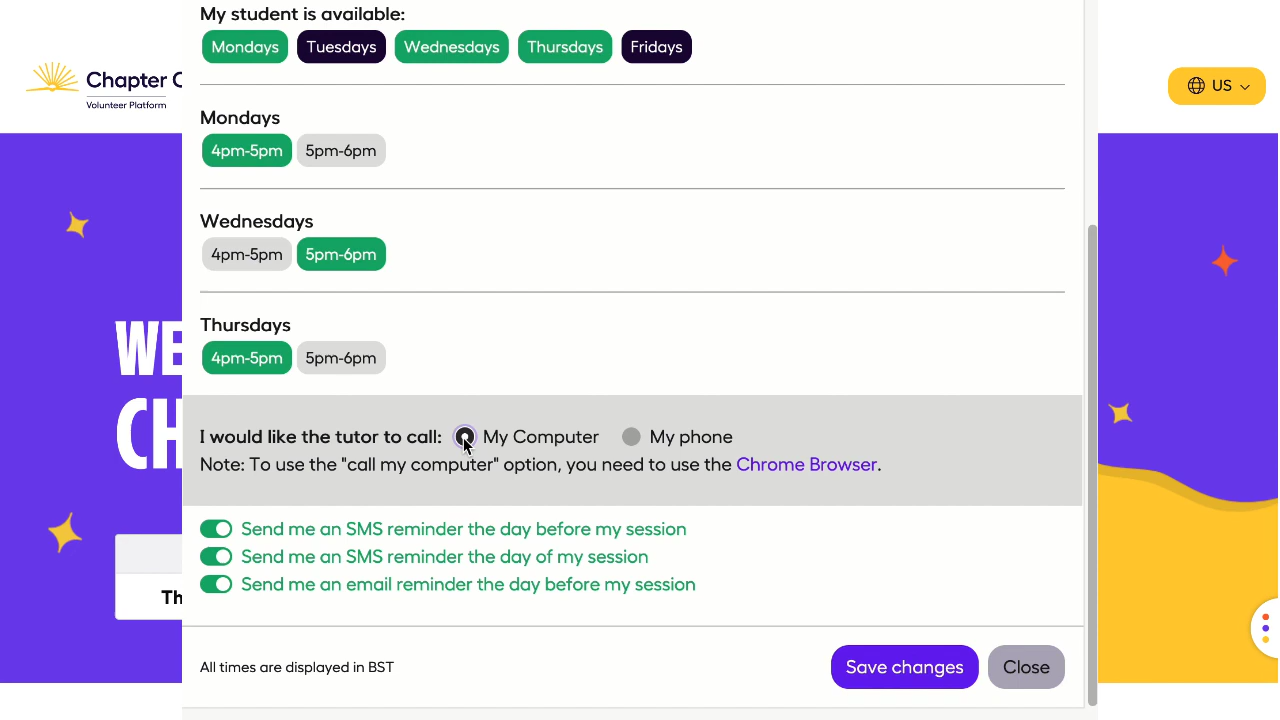 My student is available:
Mondays Tuesdays Wednesdays Thursdays Fridays
Chapter
Volunteer Platform
US
Mondays
4pm-5pm 5pm-6pm
Wednesdays
4pm-5pm 5pm-6pm
WE
Thursdays
4pm-5pm 5pm-6pm
CH
I would like the tutor to call: My Computer My phone
Note: To use the "call my computer" option, you need to use the Chrome Browser.
Send me an SMS reminder the day before my session
Send me an SMS reminder the day of my session
Send me an email reminder the day before my session
Th
All times are displayed in BST
Save changes Close